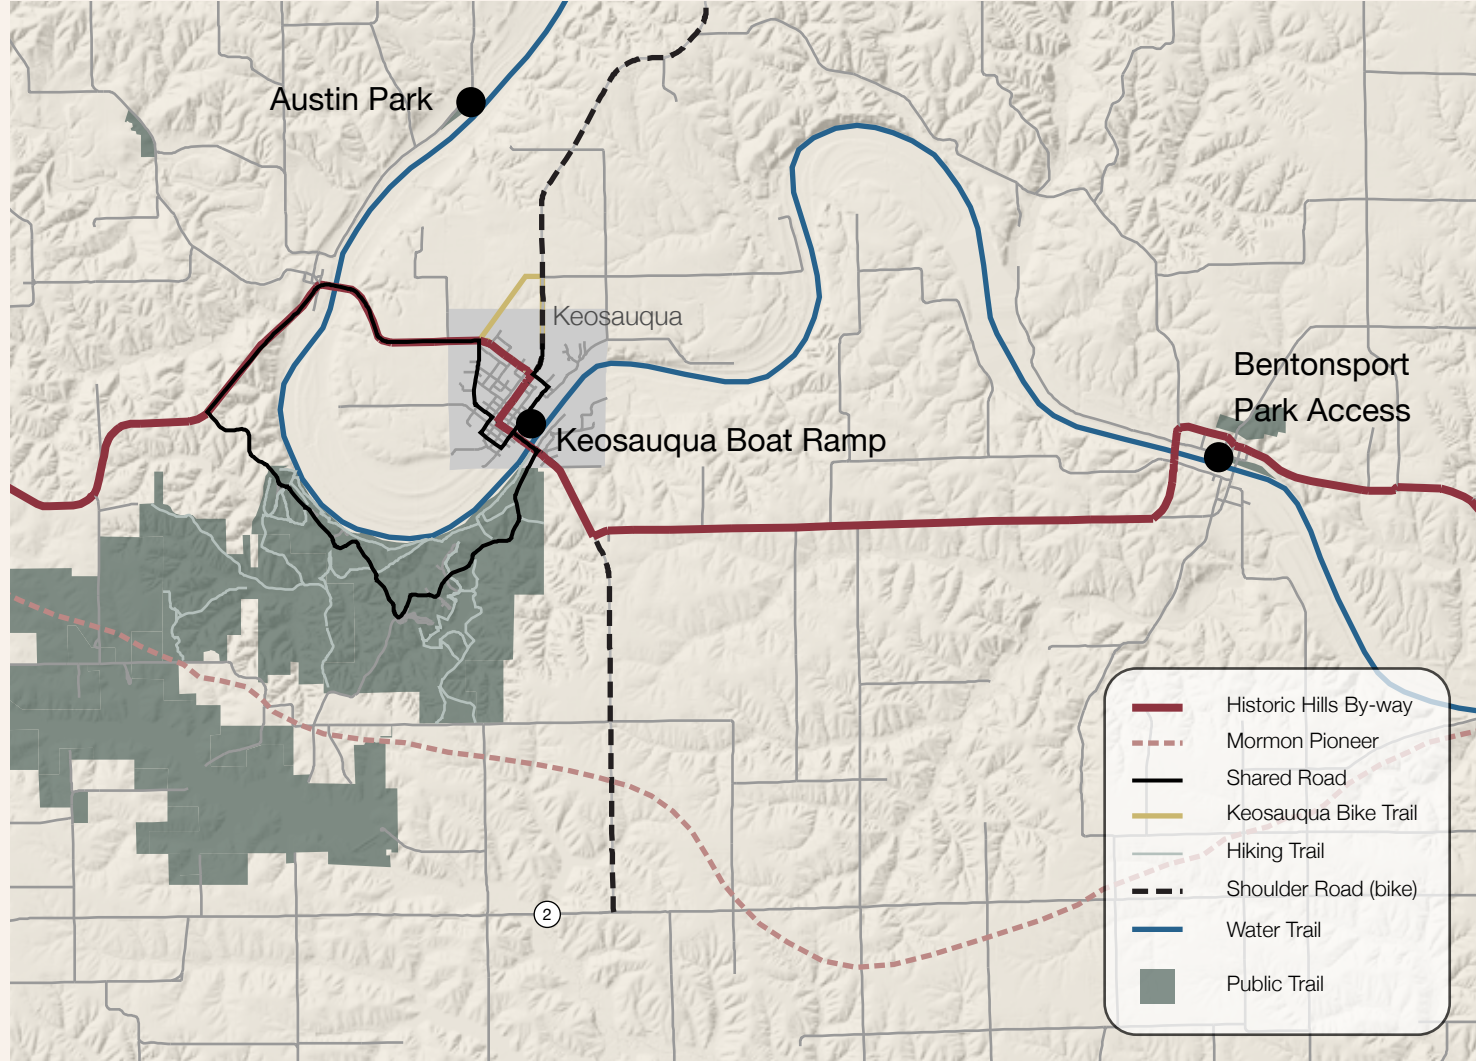 Austin Park
Keosauqua
Keosauqua Boat Ramp
Bentonsport
Park Access
2
Historic Hills By-way
Mormon Pioneer
Shared Road
Keosauqua Bike Trail
Hiking Trail
Shoulder Road (bike)
Water Trail
Public Trail